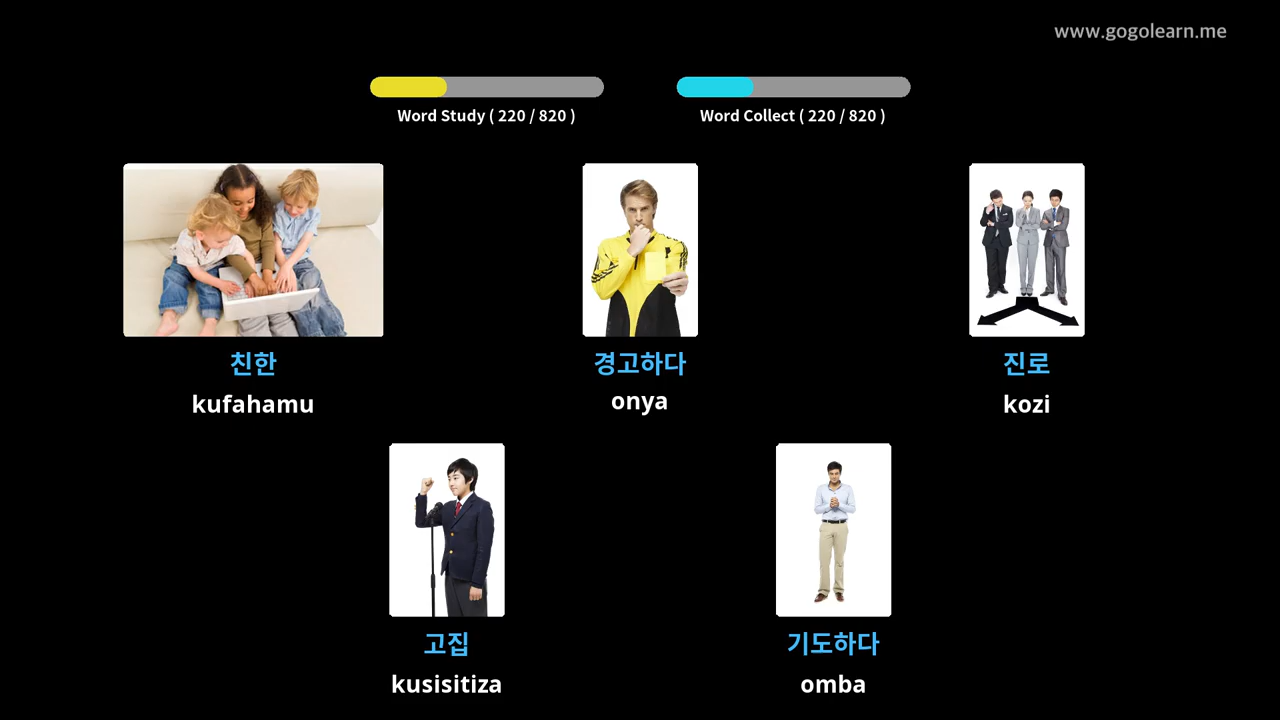 www.gogolearn.me
Word Study ( 220 / 820 )
Word Collect ( 220 / 820 )
친한
kufahamu
경고하다
onya
진로
kozi
고집
kusisitiza
기도하다
omba